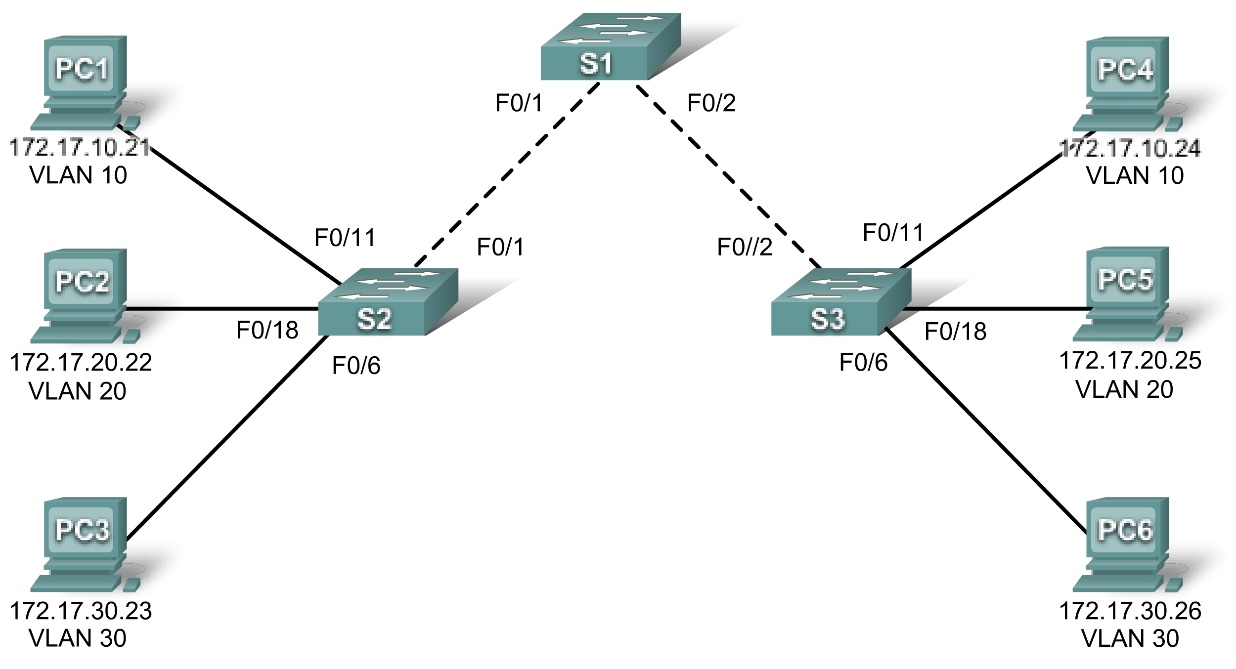 S1
F0/1
F0/2
PC1
172.17.10.21
VLAN 10
PC4
172.17.10.24
VLAN 10
F0/11
F0/1
F0//2
F0/11
PC2
172.17.20.22
VLAN 20
F0/18
S2
F0/6
S3
F0/18
F0/6
PC5
172.17.20.25
VLAN 20
PC3
172.17.30.23
VLAN 30
PC6
172.17.30.26
VLAN 30